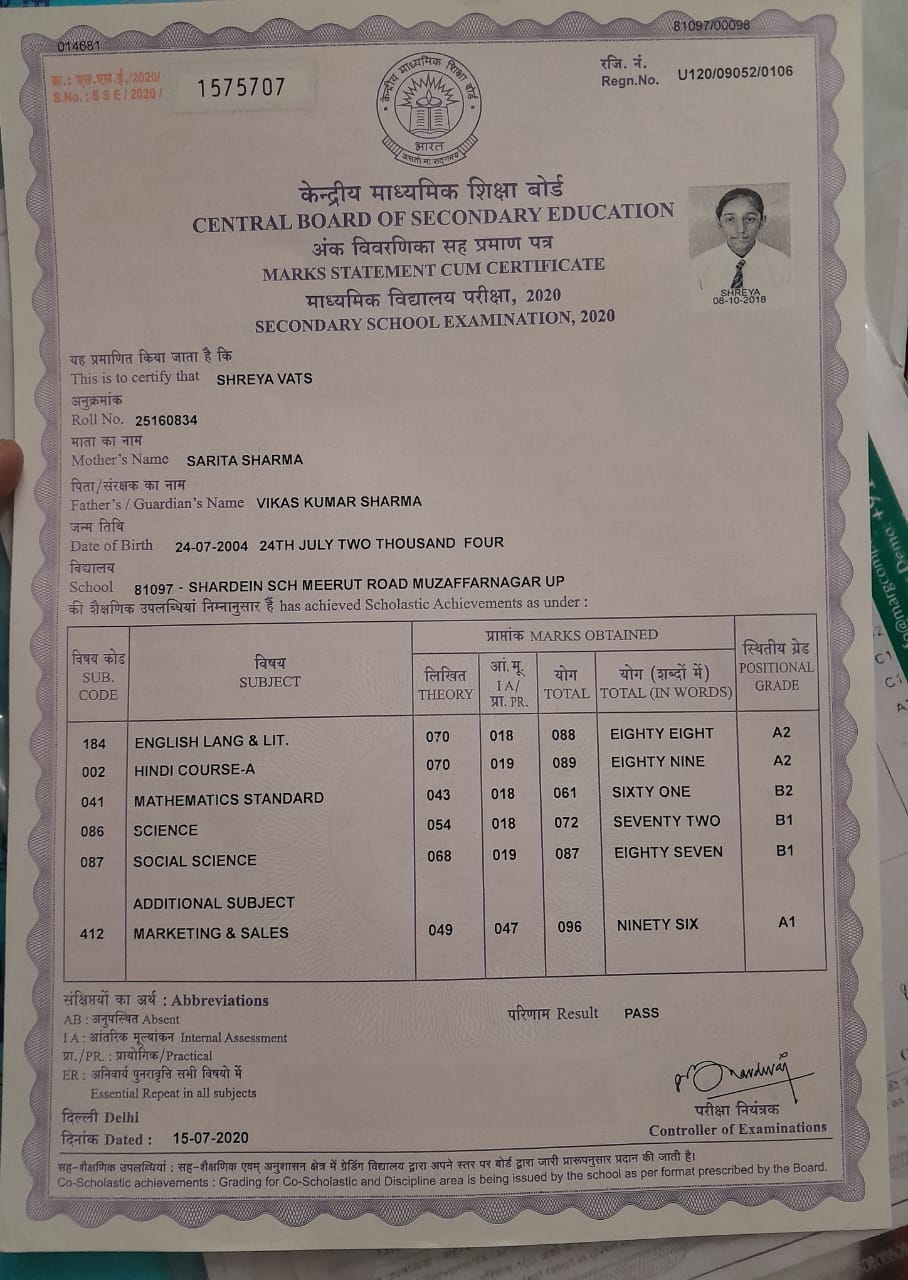 014681
81097/00098
क्र.: एस.एस.ई./2020/
S.No. : S S E / 2020 /
1575707
रजि. नं.
Regn.No. U120/09052/0106
केन्द्रीय माध्यमिक शिक्षा बोर्ड
भारत
असतो मा सद्गमय
केन्द्रीय माध्यमिक शिक्षा बोर्ड
CENTRAL BOARD OF SECONDARY EDUCATION
अंक विवरणिका सह प्रमाण पत्र
MARKS STATEMENT CUM CERTIFICATE
माध्यमिक विद्यालय परीक्षा, 2020
SECONDARY SCHOOL EXAMINATION, 2020
SHREYA
08-10-2018
यह प्रमाणित किया जाता है कि
This is to certify that SHREYA VATS
अनुक्रमांक
Roll No. 25160834
माता का नाम
Mother's Name SARITA SHARMA
पिता/संरक्षक का नाम
Father's / Guardian's Name VIKAS KUMAR SHARMA
जन्म तिथि
Date of Birth 24-07-2004 24TH JULY TWO THOUSAND FOUR
विद्यालय
School 81097 - SHARDEIN SCH MEERUT ROAD MUZAFFARNAGAR UP
की शैक्षणिक उपलब्धियां निम्नानुसार हैं has achieved Scholastic Achievements as under :
विषय कोड
SUB.
CODE
विषय
SUBJECT
प्राप्तांक MARKS OBTAINED
लिखित
THEORY
आं.मू.
I A/
प्रा. PR.
योग
TOTAL
योग (शब्दों में)
TOTAL (IN WORDS)
स्थितीय ग्रेड
POSITIONAL
GRADE
184 ENGLISH LANG & LIT. 070 018 088 EIGHTY EIGHT A2
002 HINDI COURSE-A 070 019 089 EIGHTY NINE A2
041 MATHEMATICS STANDARD 043 018 061 SIXTY ONE B2
086 SCIENCE 054 018 072 SEVENTY TWO B1
087 SOCIAL SCIENCE 068 019 087 EIGHTY SEVEN B1
ADDITIONAL SUBJECT
412 MARKETING & SALES 049 047 096 NINETY SIX A1
संक्षिप्तियों का अर्थ : Abbreviations
AB : अनुपस्थित Absent
I A : आंतरिक मूल्यांकन Internal Assessment
प्रा./PR. : प्रायोगिक/Practical
ER : अनिवार्य पुनरावृत्ति सभी विषयो में
Essential Repeat in all subjects
परिणाम Result PASS
दिल्ली Delhi
दिनांक Dated : 15-07-2020
परीक्षा नियंत्रक
Controller of Examinations
सह-शैक्षणिक उपलब्धियां : सह-शैक्षणिक एवम् अनुशासन क्षेत्र में ग्रेडिंग विद्यालय द्वारा अपने स्तर पर बोर्ड द्वारा जारी प्रारूपनुसार प्रदान की जाती है।
Co-Scholastic achievements : Grading for Co-Scholastic and Discipline area is being issued by the school as per format prescribed by the Board.